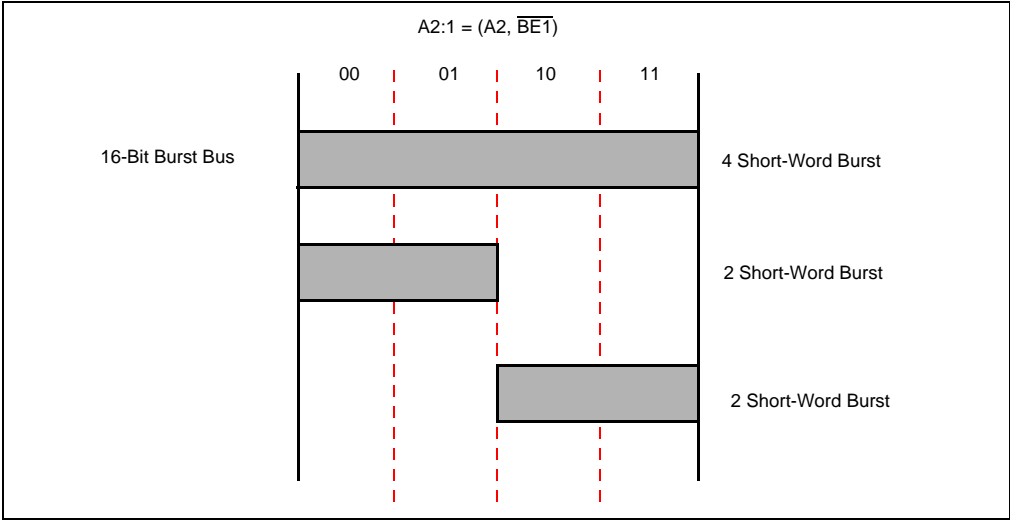 A2:1 = (A2, B̅E̅1̅)
00 01 10 11
16-Bit Burst Bus
4 Short-Word Burst
2 Short-Word Burst
2 Short-Word Burst